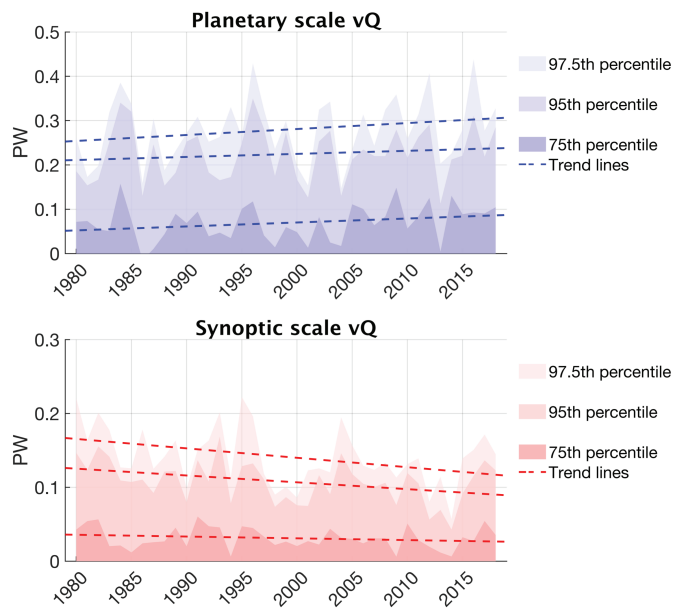 Planetary scale vQ
0.5
0.4
0.3
0.2
0.1
0
PW
1980
1985
1990
1995
2000
2005
2010
2015
97.5th percentile
95th percentile
75th percentile
Trend lines
Synoptic scale vQ
0.3
0.2
0.1
0
PW
1980
1985
1990
1995
2000
2005
2010
2015
97.5th percentile
95th percentile
75th percentile
Trend lines